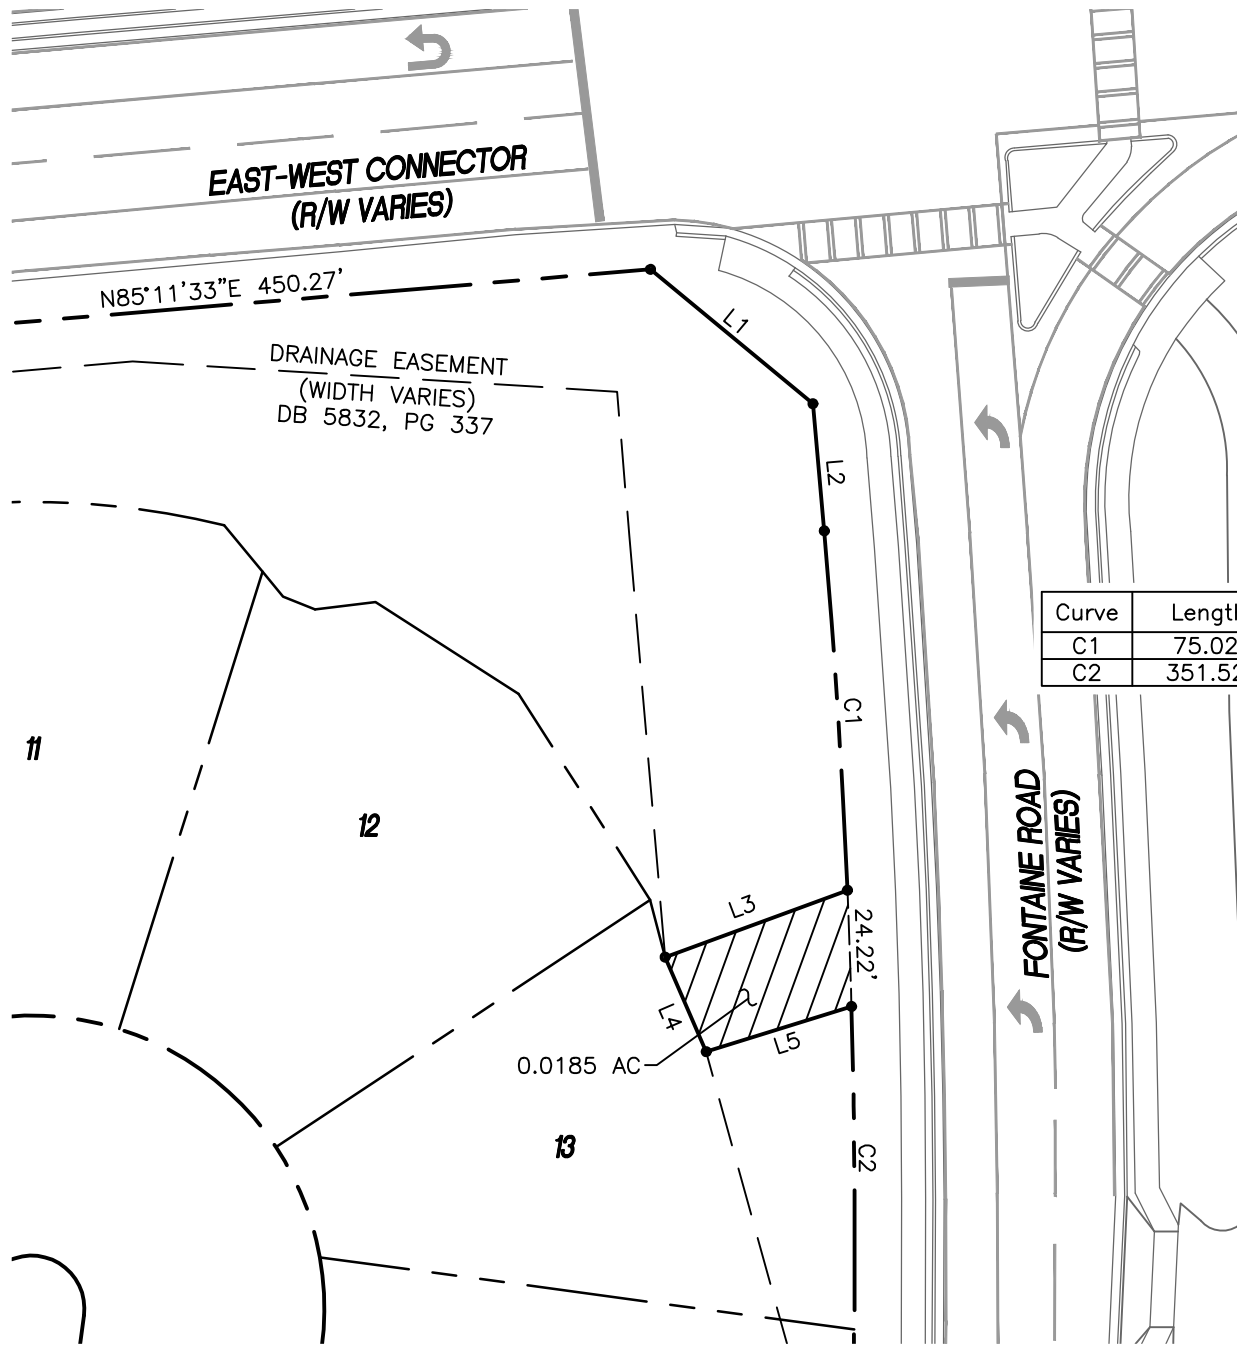 EAST-WEST CONNECTOR
(R/W VARIES)
N85°11'33"E 450.27'
L1
DRAINAGE EASEMENT
(WIDTH VARIES)
DB 5832, PG 337
L2
Curve
C1 75.02
C2
C1
11
12
FONTAINE ROAD
(R/W VARIES)
L3
24.22'
L4
L5
0.0185 AC
13
C2